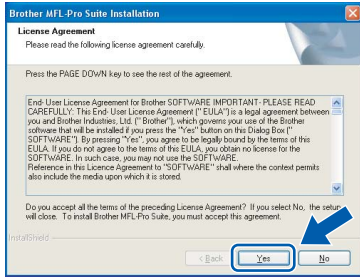 Brother MFL-Pro Suite Installation
License Agreement
Please read the following license agreement carefully.
Press the PAGE DOWN key to see the rest of the agreement.
End- User License Agreement for Brother SOFTWARE IMPORTANT- PLEASE READ
CAREFULLY: This End- User License Agreement (" EULA") is a legal agreement between
you and Brother Industries, Ltd. (" Brother"), which governs your use of the Brother
software that will be installed if you press the "Yes" button on this Dialog Box ("
SOFTWARE"). By pressing "Yes", you agree to be legally bound by the terms of this
EULA. If you do not agree to the terms of this EULA, you obtain no license for the
SOFTWARE. In such case, you may not use the SOFTWARE.
Reference in this Licence Agreement to "SOFTWARE" shall where the context permits
also include the media upon which it is stored.
Do you accept all the terms of the preceding License Agreement? If you select No, the setup
will close. To install Brother MFL-Pro Suite, you must accept this agreement.
InstallShield
< Back
Yes
No